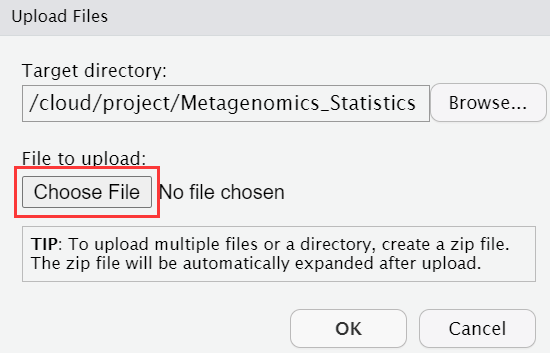 Upload Files
Target directory:
/cloud/project/Metagenomics_Statistics Browse...
File to upload:
Choose File No file chosen
TIP: To upload multiple files or a directory, create a zip file.
The zip file will be automatically expanded after upload.
OK Cancel